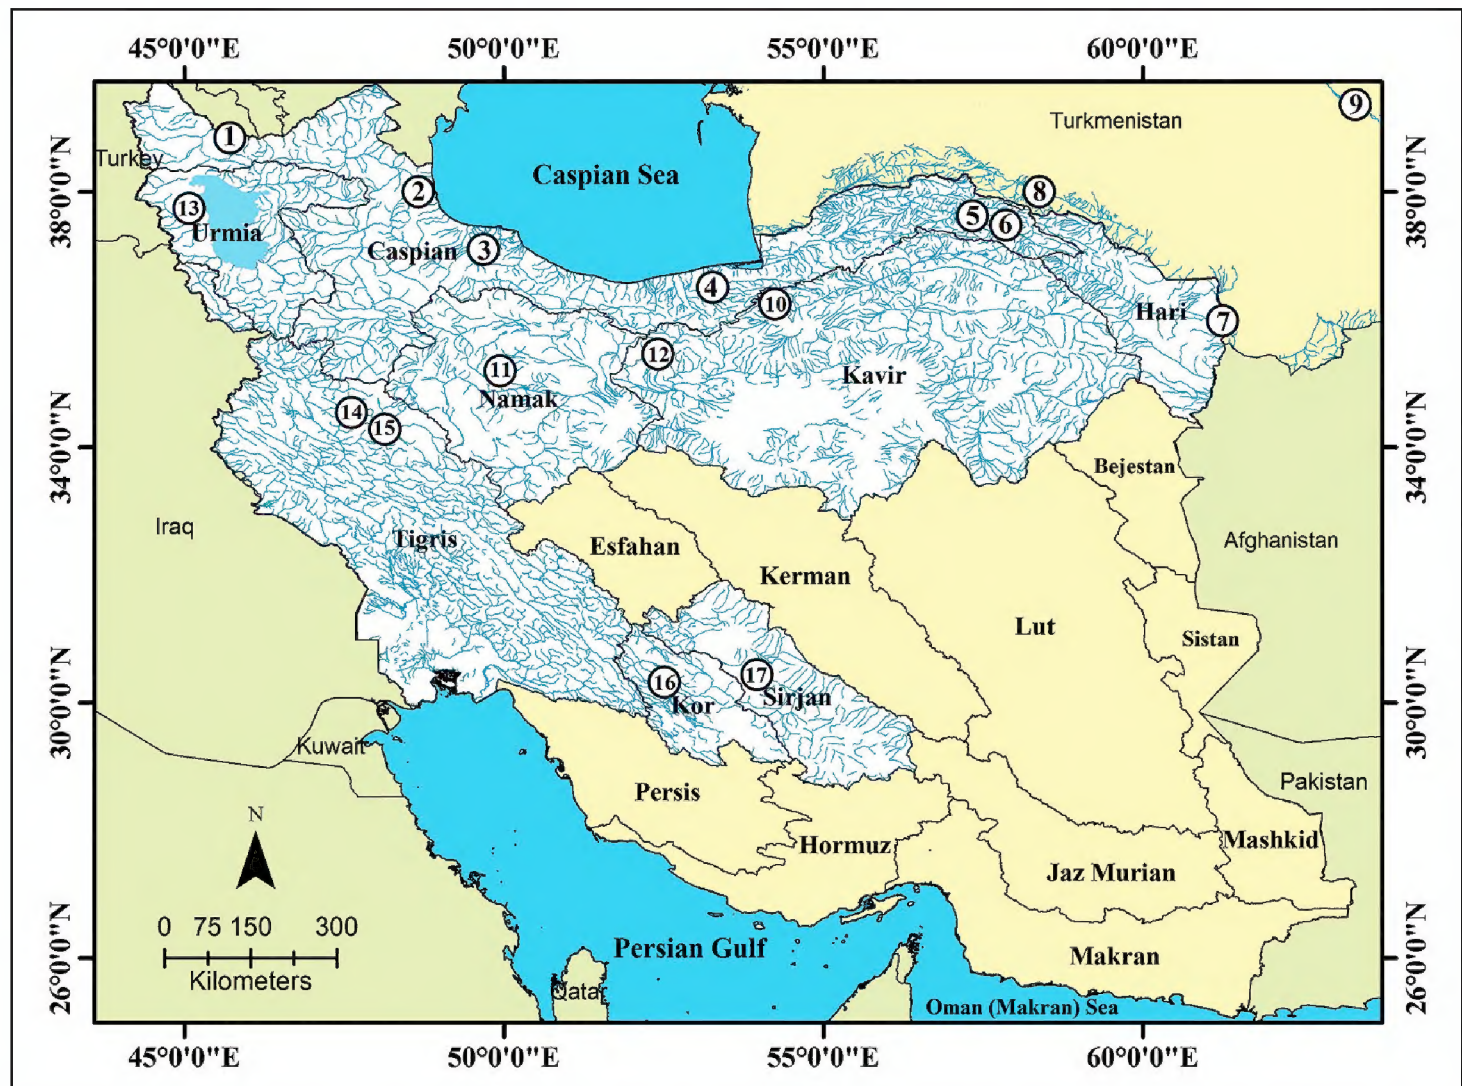 45°0'0"E 50°0'0"E 55°0'0"E 60°0'0"E
9
Turkmenistan
1
Turkey
Caspian Sea
38°0'0"N
38°0'0"N
2
8
13
5
6
Urmia
Caspian
3
4
10
Hari
7
12
11
Kavir
Namak
14
15
34°0'0"N
34°0'0"N
Bejestan
Iraq
Tigris
Esfahan
Afghanistan
Kerman
Lut
Sistan
16
17
Kor
Sirjan
30°0'0"N
30°0'0"N
Kuwait
Persis
Pakistan
N
Hormuz
Mashkid
Jaz Murian
0 75 150 300
Kilometers
Persian Gulf
Makran
26°0'0"N
26°0'0"N
Qatar
Oman (Makran) Sea
45°0'0"E 50°0'0"E 55°0'0"E 60°0'0"E